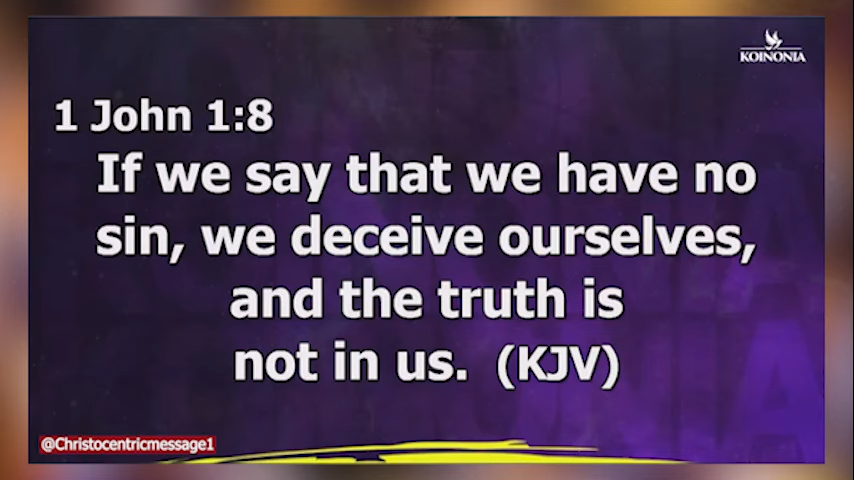 KOINONIA
1 John 1:8
If we say that we have no
sin, we deceive ourselves,
and the truth is
not in us. (KJV)
@Christocentricmessage1